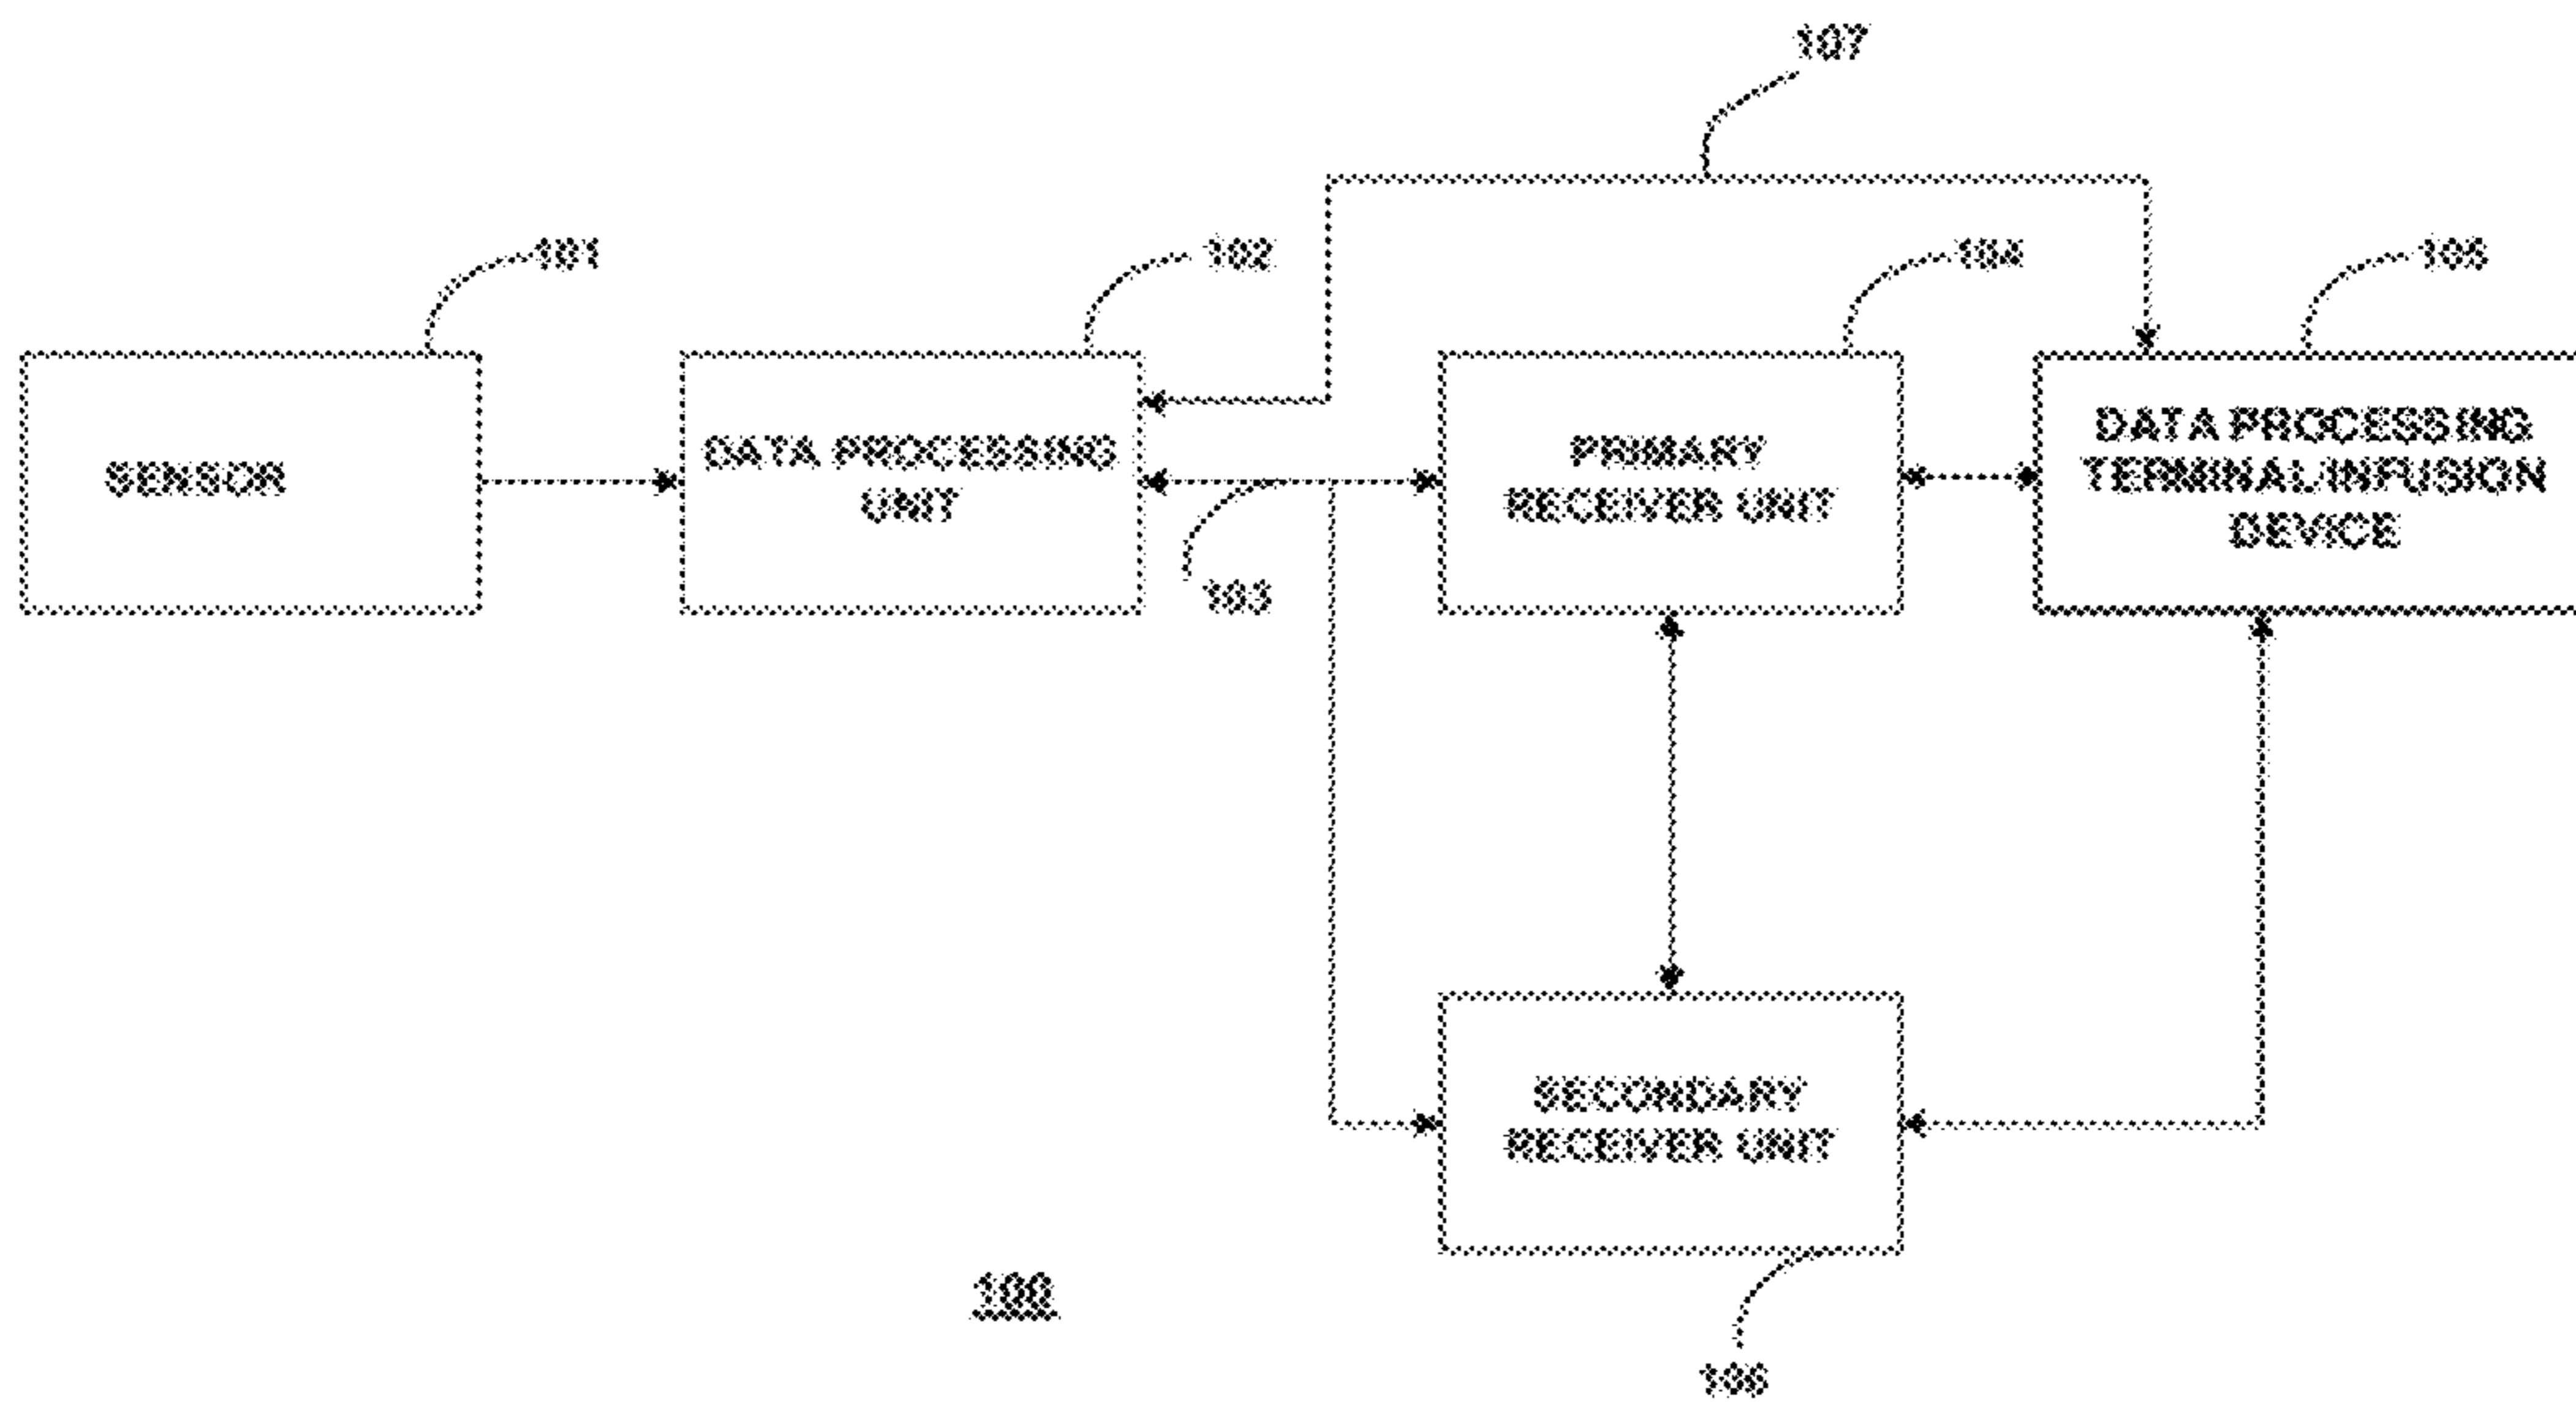 107
101
102
104
105
SENSOR
DATA PROCESSING
UNIT
PRIMARY
RECEIVER UNIT
DATA PROCESSING
TERMINAL/INFUSION
DEVICE
103
SECONDARY
RECEIVER UNIT
100
106